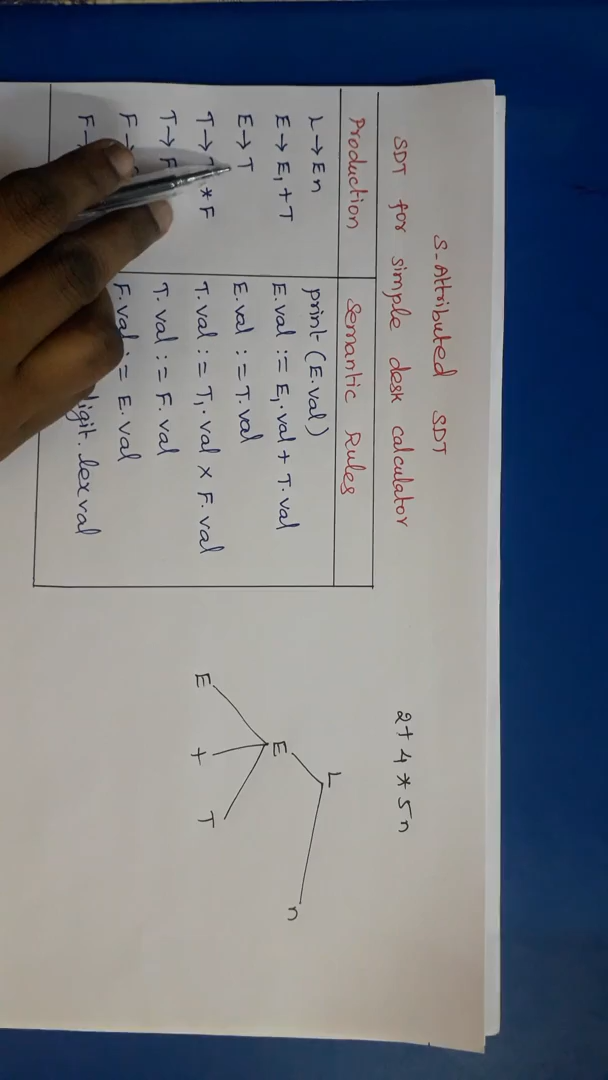 S-Attributed SDT
SDT for simple desk calculator
Production Semantic Rules
L → En print (E.val)
E → E₁ + T E.val := E₁.val + T.val
E → T E.val := T.val
T → * F T.val := T₁.val × F.val
T → F T.val := F.val
F → F.val := E.val
F → digit.lexval
2 + 4 * 5n
L
E n
E + T